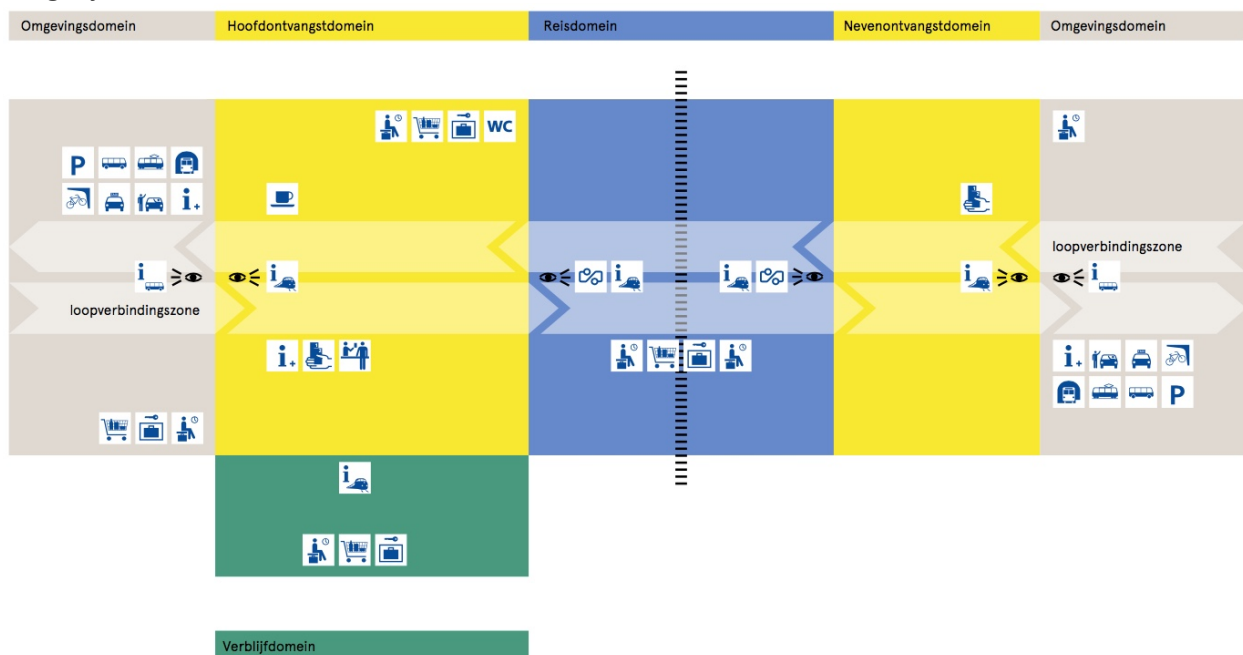 Omgevingsdomein
Hoofdontvangstdomein
Reisdomein
Nevenontvangstdomein
Omgevingsdomein
WC
P
i+
loopverbindingszone
i
i
i
i
i
i
loopverbindingszone
i+
i+
P
i
Verblijfdomein